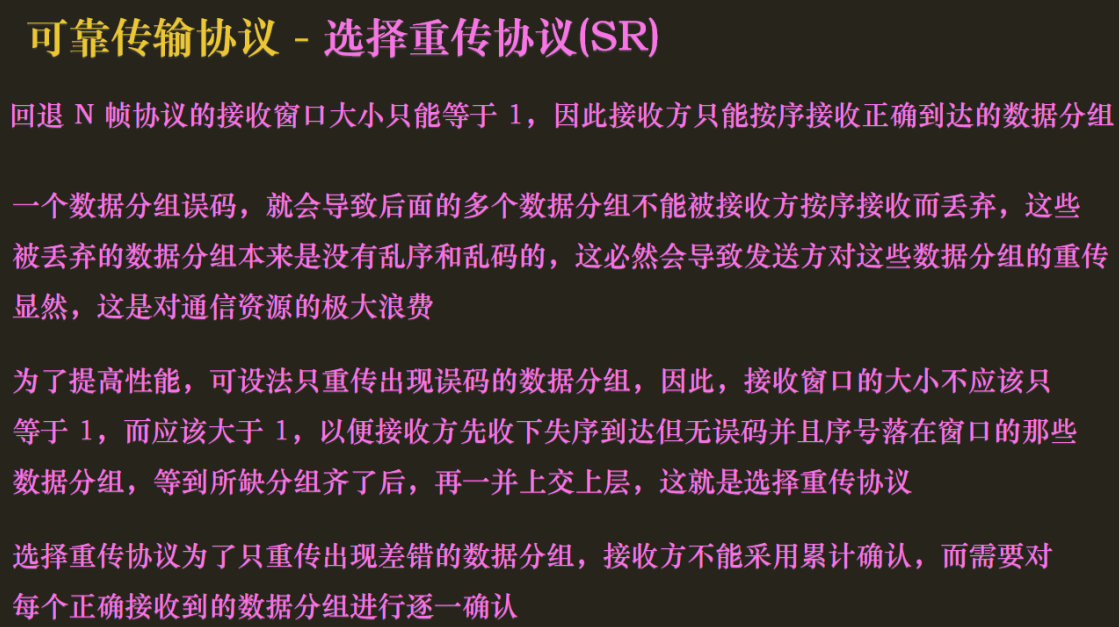 可靠传输协议 - 选择重传协议(SR)
回退 N 帧协议的接收窗口大小只能等于 1，因此接收方只能按序接收正确到达的数据分组
一个数据分组误码，就会导致后面的多个数据分组不能被接收方按序接收而丢弃，这些
被丢弃的数据分组本来是没有乱序和乱码的，这必然会导致发送方对这些数据分组的重传
显然，这是对通信资源的极大浪费
为了提高性能，可设法只重传出现误码的数据分组，因此，接收窗口的大小不应该只
等于 1，而应该大于 1，以便接收方先收下失序到达但无误码并且序号落在窗口的那些
数据分组，等到所缺分组齐了后，再一并上交上层，这就是选择重传协议
选择重传协议为了只重传出现差错的数据分组，接收方不能采用累计确认，而需要对
每个正确接收到的数据分组进行逐一确认